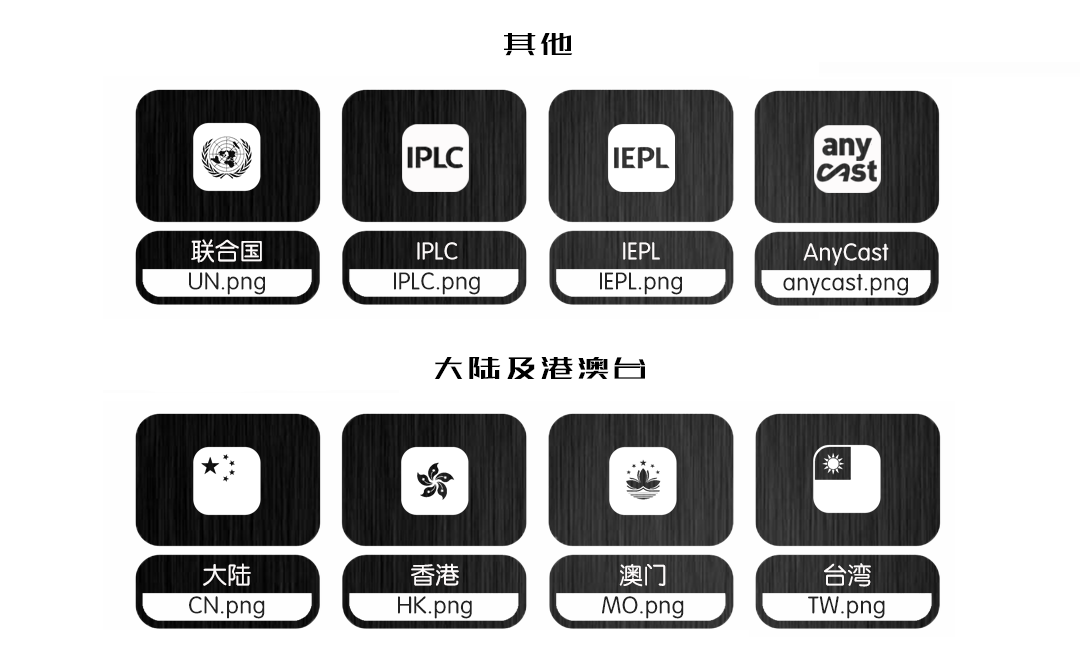 其他
IPLC
IEPL
any
cast
联合国
IPLC
IEPL
AnyCast
UN.png
IPLC.png
IEPL.png
anycast.png
大陆及港澳台
大陆
香港
澳门
台湾
CN.png
HK.png
MO.png
TW.png